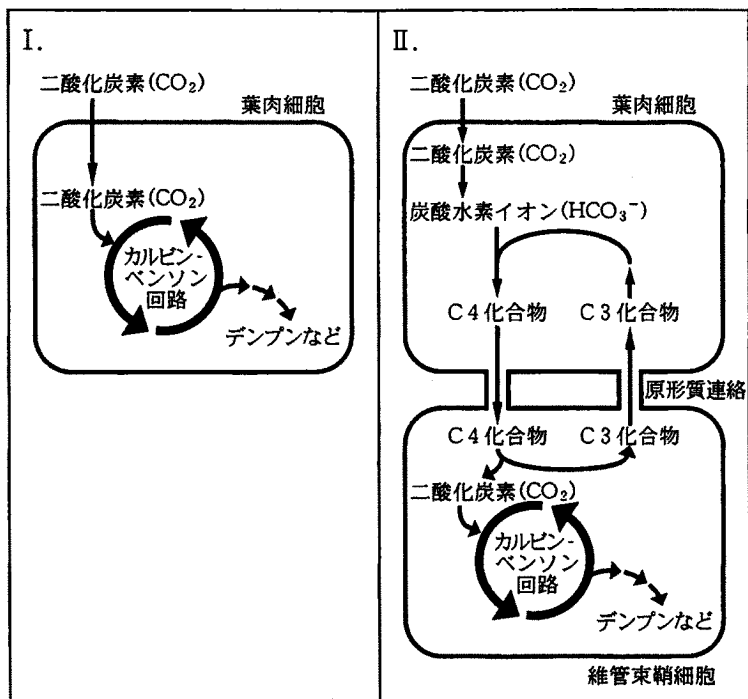 Ⅰ.
二酸化炭素(CO₂)
葉肉細胞
二酸化炭素(CO₂)
カルビン-
ベンソン
回路
デンプンなど
Ⅱ.
二酸化炭素(CO₂)
葉肉細胞
二酸化炭素(CO₂)
炭酸水素イオン(HCO₃⁻)
C4化合物 C3化合物
原形質連絡
C4化合物 C3化合物
二酸化炭素(CO₂)
カルビン-
ベンソン
回路
デンプンなど
維管束鞘細胞